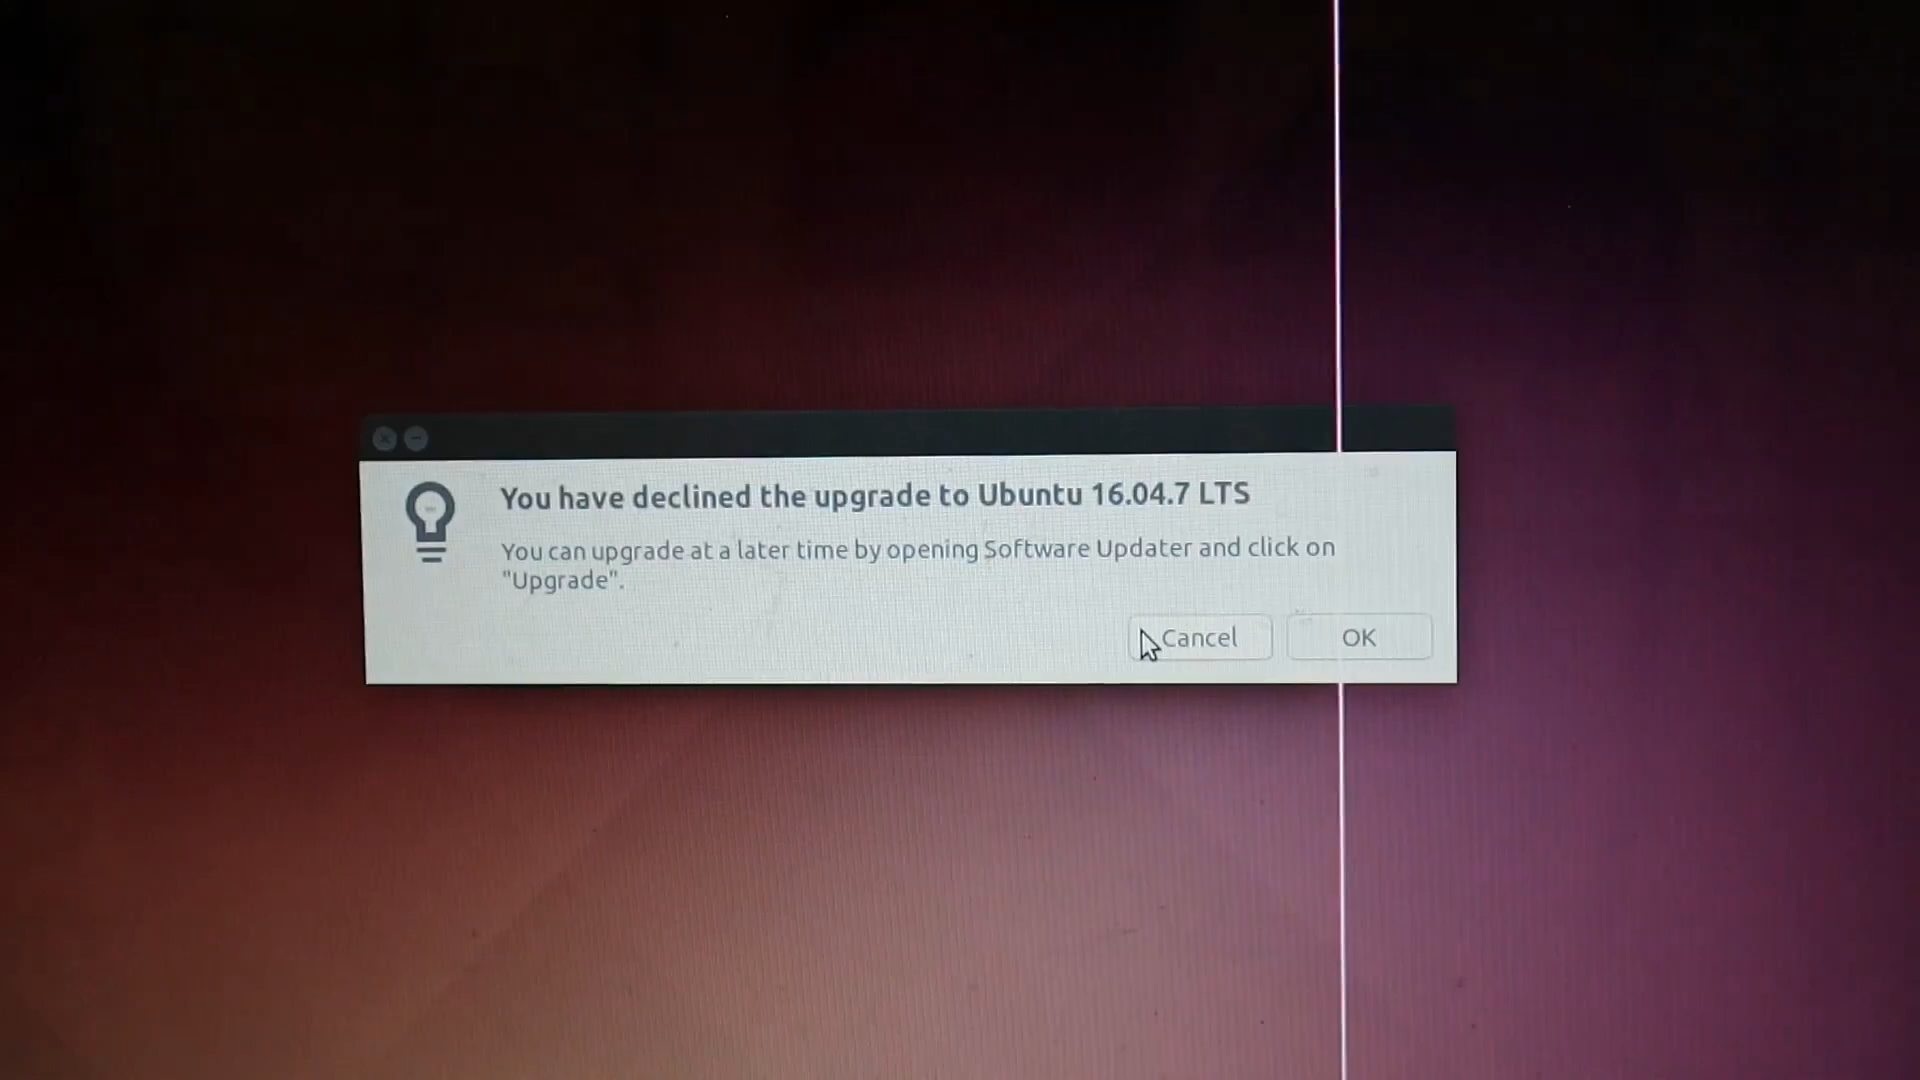 You have declined the upgrade to Ubuntu 16.04.7 LTS
You can upgrade at a later time by opening Software Updater and click on
"Upgrade".
Cancel
OK